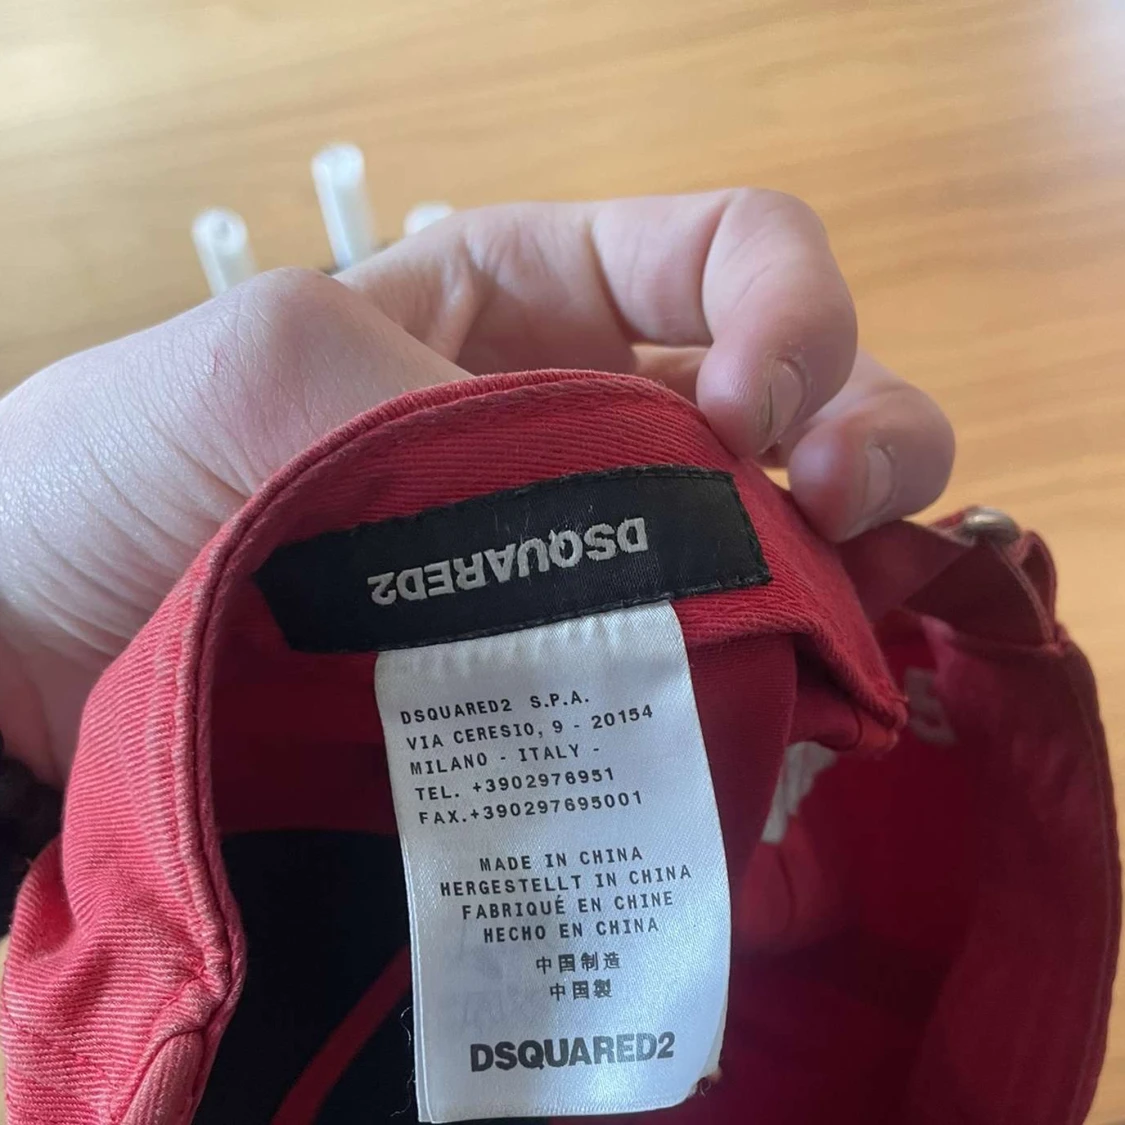 DSQUARED2
DSQUARED2 S.P.A.
VIA CERESIO, 9 - 20154
MILANO - ITALY -
TEL. +3902976951
FAX.+390297695001
MADE IN CHINA
HERGESTELLT IN CHINA
FABRIQUÉ EN CHINE
HECHO EN CHINA
中国制造
中国製
DSQUARED2